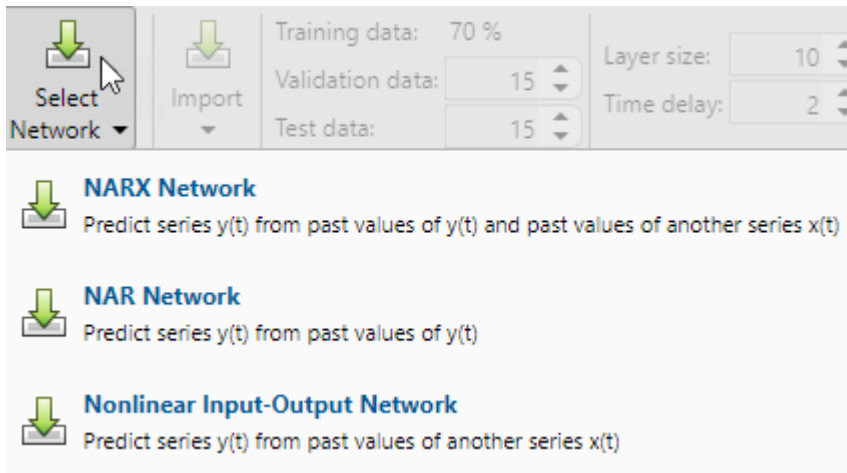 Select
Network
Import
Training data: 70 %
Validation data: 15
Test data: 15
Layer size: 10
Time delay: 2
NARX Network
Predict series y(t) from past values of y(t) and past values of another series x(t)
NAR Network
Predict series y(t) from past values of y(t)
Nonlinear Input-Output Network
Predict series y(t) from past values of another series x(t)